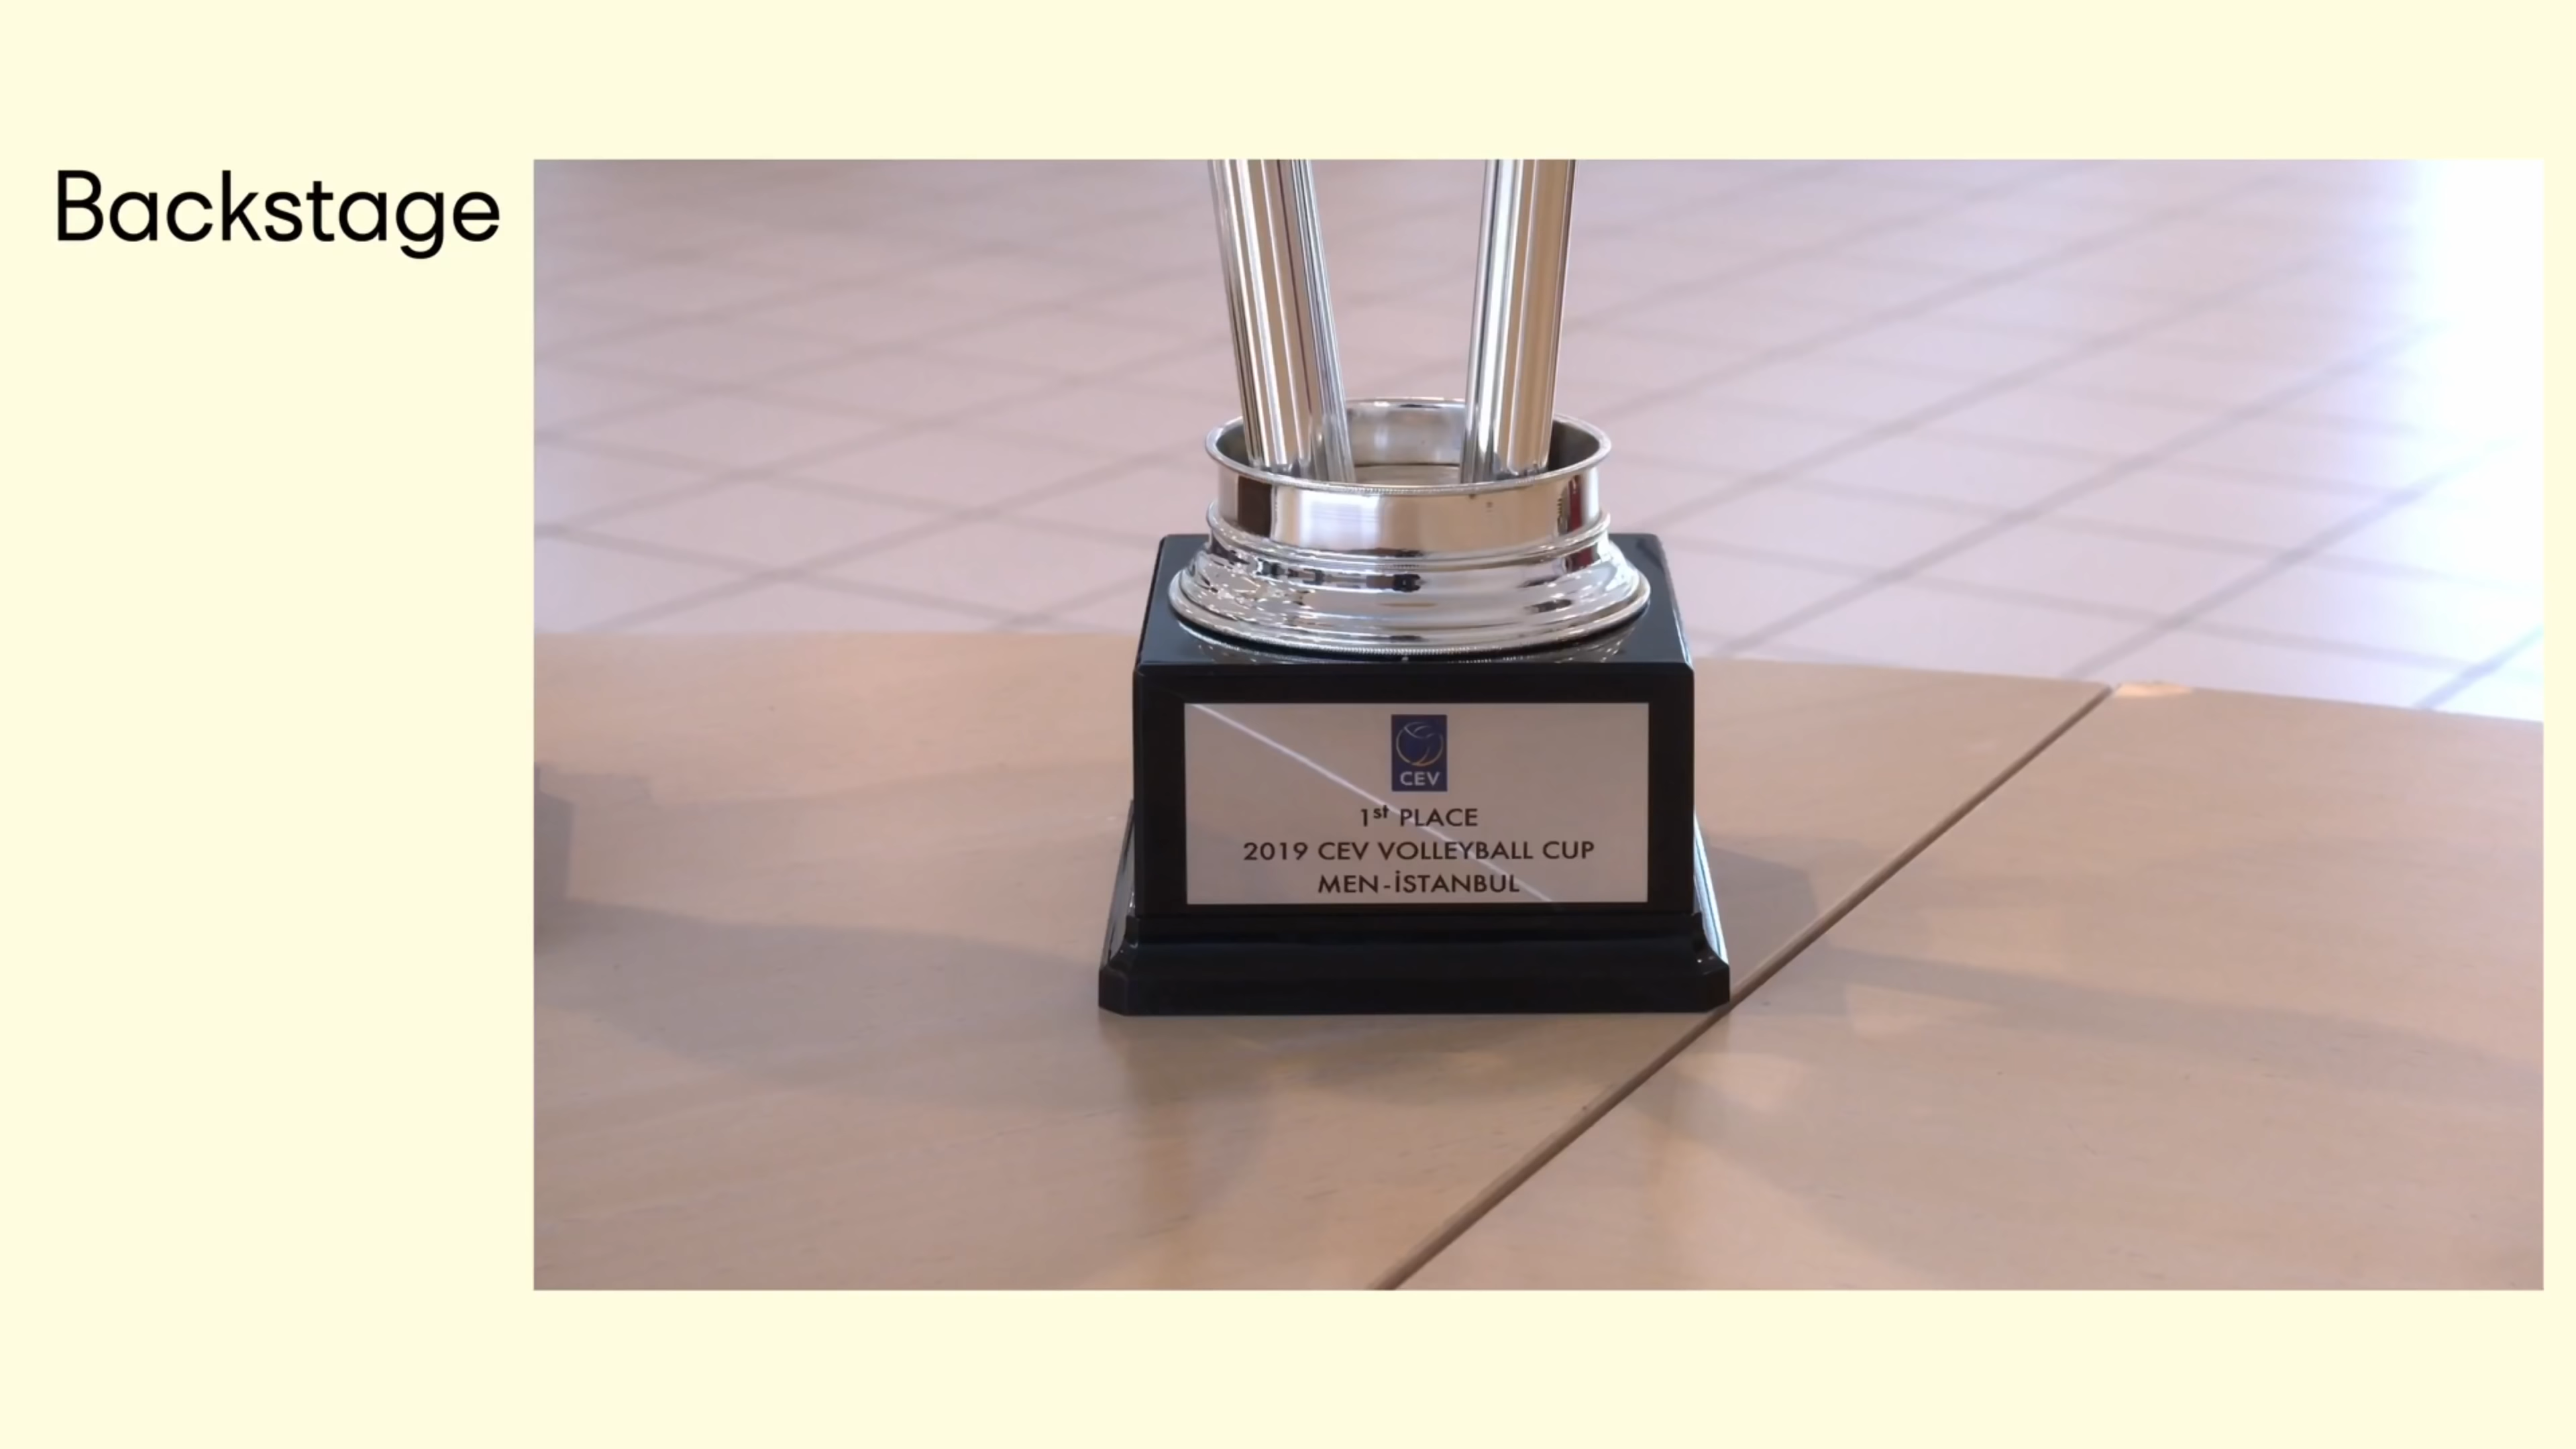 Backstage
CEV
1st PLACE
2019 CEV VOLLEYBALL CUP
MEN-İSTANBUL